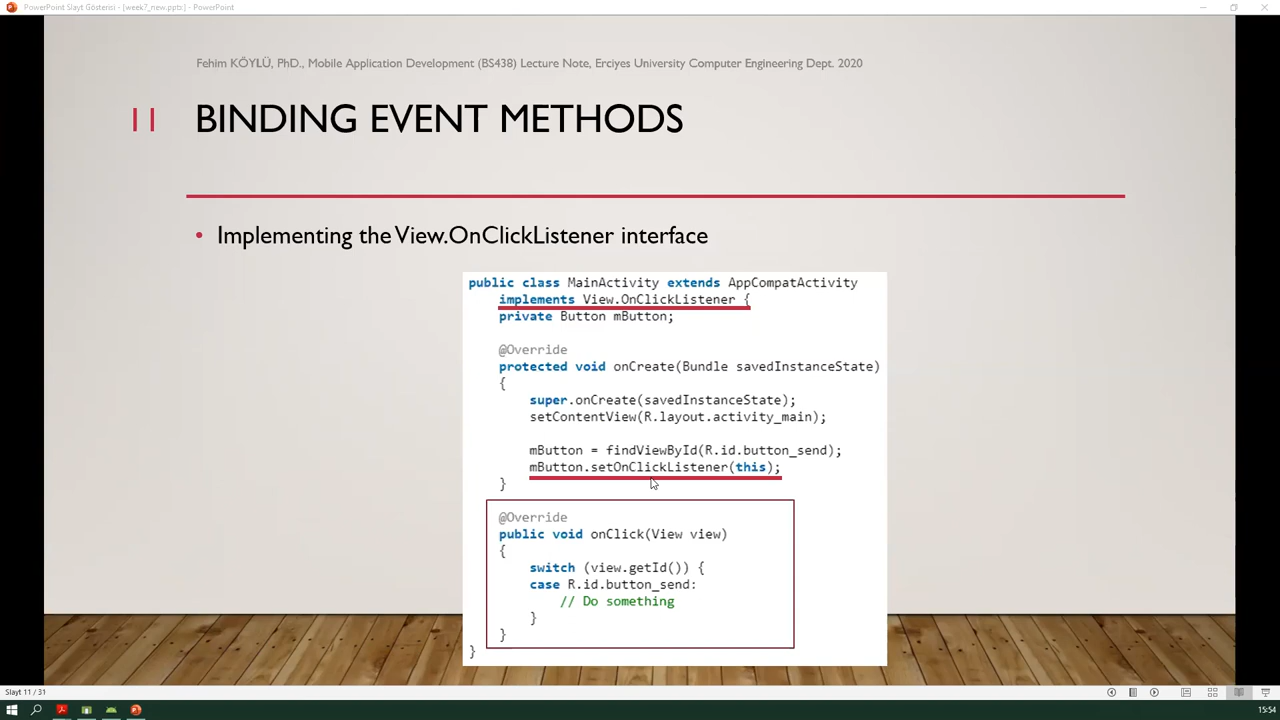 PowerPoint Slayt Gösterisi - [week7_new.pptx] - PowerPoint
Fehim KÖYLÜ, PhD., Mobile Application Development (BS438) Lecture Note, Erciyes University Computer Engineering Dept. 2020
11 BINDING EVENT METHODS
• Implementing the View.OnClickListener interface
public class MainActivity extends AppCompatActivity
implements View.OnClickListener {
private Button mButton;
@Override
protected void onCreate(Bundle savedInstanceState)
{
super.onCreate(savedInstanceState);
setContentView(R.layout.activity_main);
mButton = findViewById(R.id.button_send);
mButton.setOnClickListener(this);
}
@Override
public void onClick(View view)
{
switch (view.getId()) {
case R.id.button_send:
// Do something
}
}
}
Slayt 11 / 31
15:54